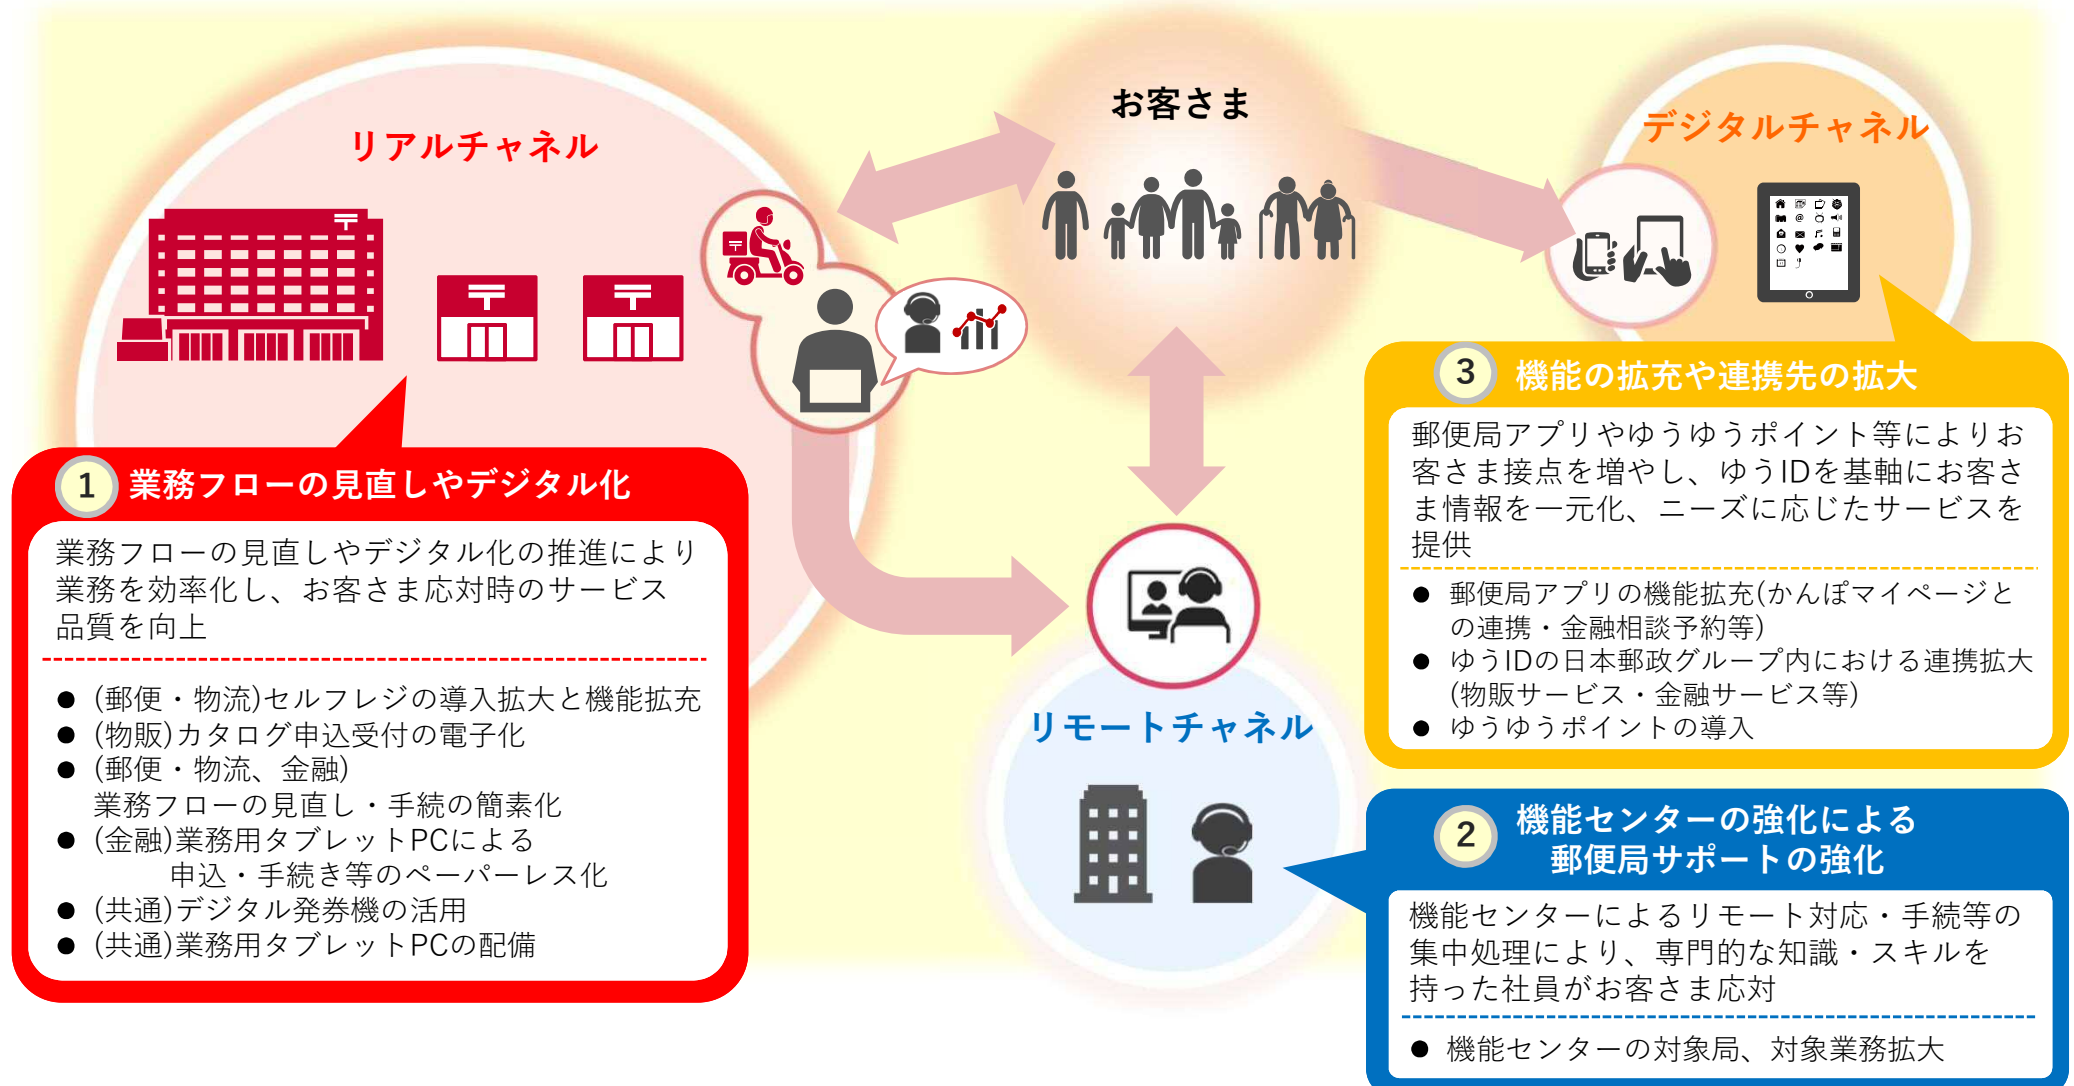 お客さま
リアルチャネル
デジタルチャネル
リモートチャネル
1 業務フローの見直しやデジタル化
業務フローの見直しやデジタル化の推進により
業務を効率化し、お客さま応対時のサービス
品質を向上
● (郵便・物流)セルフレジの導入拡大と機能拡充
● (物販)カタログ申込受付の電子化
● (郵便・物流、金融)
業務フローの見直し・手続の簡素化
● (金融)業務用タブレットPCによる
申込・手続き等のペーパーレス化
● (共通)デジタル発券機の活用
● (共通)業務用タブレットPCの配備
3 機能の拡充や連携先の拡大
郵便局アプリやゆうゆうポイント等によりお
客さま接点を増やし、ゆうIDを基軸にお客さ
ま情報を一元化、ニーズに応じたサービスを
提供
● 郵便局アプリの機能拡充(かんぽマイページと
の連携・金融相談予約等)
● ゆうIDの日本郵政グループ内における連携拡大
(物販サービス・金融サービス等)
● ゆうゆうポイントの導入
2 機能センターの強化による
郵便局サポートの強化
機能センターによるリモート対応・手続等の
集中処理により、専門的な知識・スキルを
持った社員がお客さま応対
● 機能センターの対象局、対象業務拡大